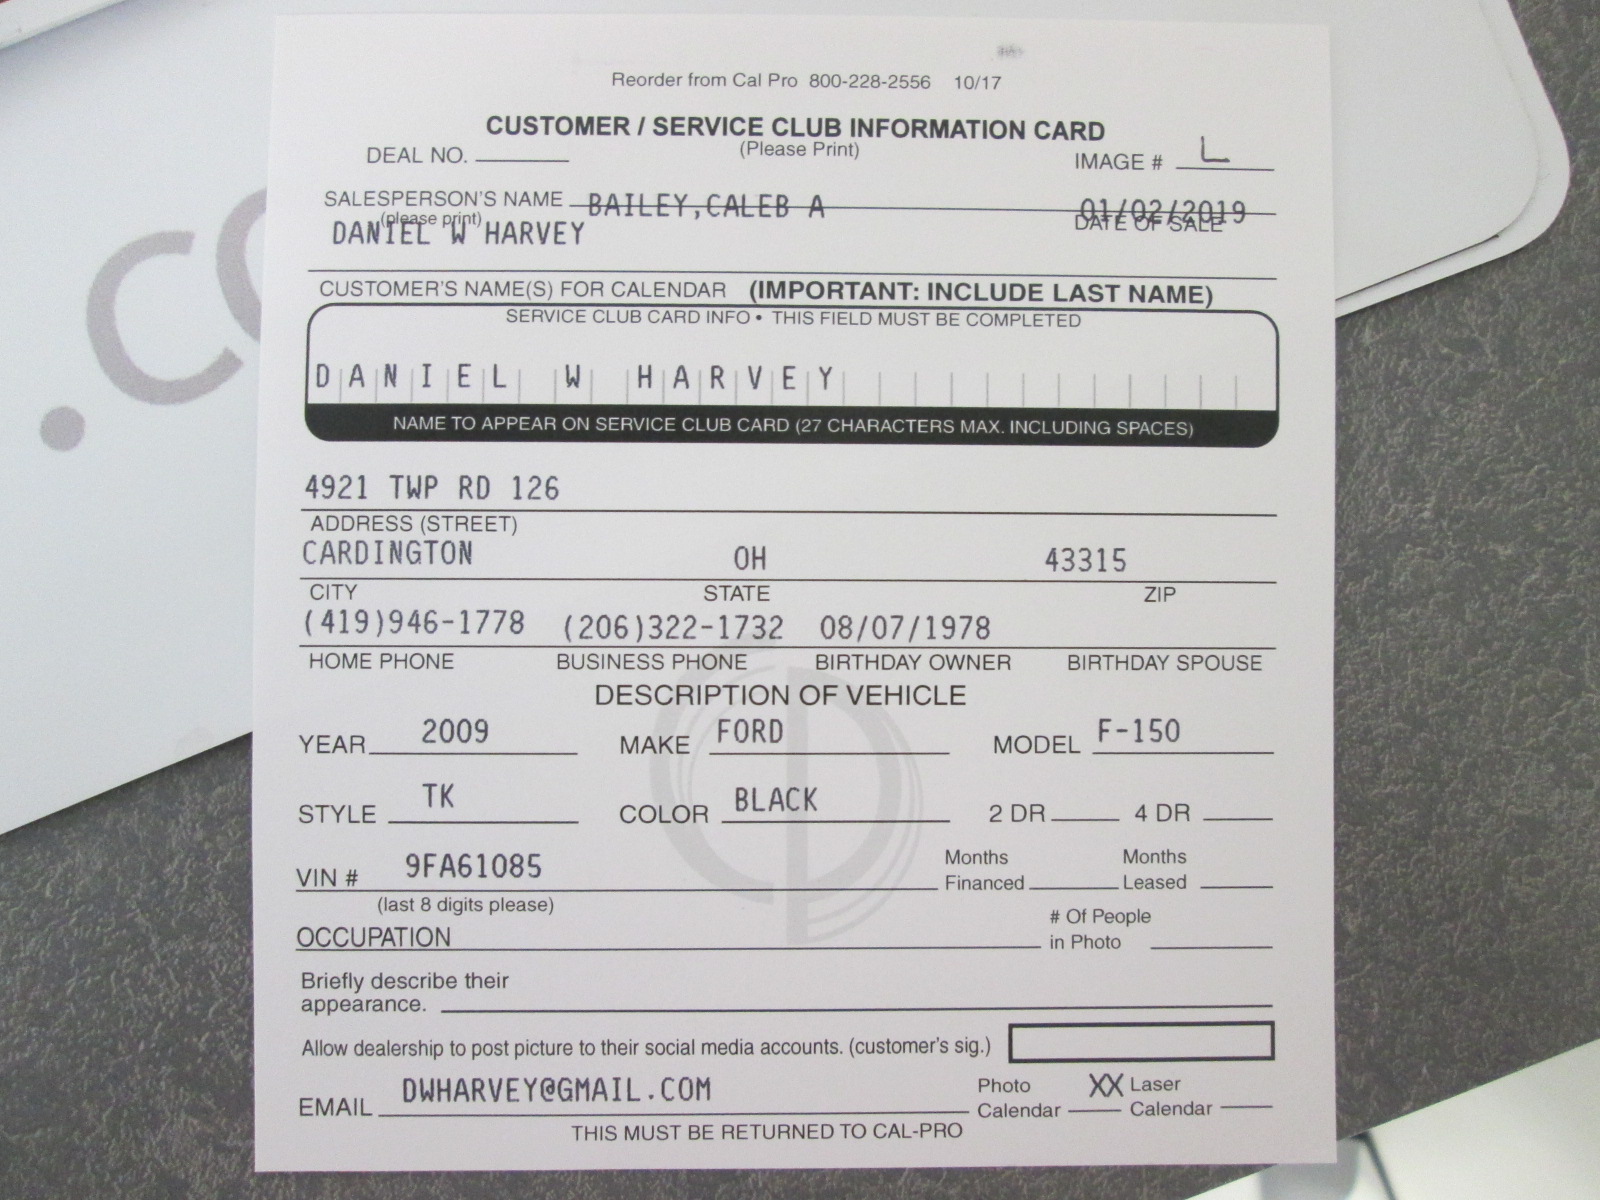 Reorder from Cal Pro 800-228-2556 10/17
CUSTOMER / SERVICE CLUB INFORMATION CARD
DEAL NO. (Please Print) IMAGE # L
SALESPERSON'S NAME BAILEY,CALEB A 01/02/2019
(please print) DATE OF SALE
DANIEL W HARVEY
CUSTOMER'S NAME(S) FOR CALENDAR (IMPORTANT: INCLUDE LAST NAME)
SERVICE CLUB CARD INFO • THIS FIELD MUST BE COMPLETED
DANIEL W HARVEY
NAME TO APPEAR ON SERVICE CLUB CARD (27 CHARACTERS MAX. INCLUDING SPACES)
4921 TWP RD 126
ADDRESS (STREET)
CARDINGTON OH 43315
CITY STATE ZIP
(419)946-1778 (206)322-1732 08/07/1978
HOME PHONE BUSINESS PHONE BIRTHDAY OWNER BIRTHDAY SPOUSE
DESCRIPTION OF VEHICLE
YEAR 2009 MAKE FORD MODEL F-150
STYLE TK COLOR BLACK 2 DR 4 DR
VIN # 9FA61085 Months Financed Months Leased
(last 8 digits please)
OCCUPATION # Of People in Photo
Briefly describe their
appearance.
Allow dealership to post picture to their social media accounts. (customer's sig.)
EMAIL DWHARVEY@GMAIL.COM Photo Calendar XX Laser Calendar
THIS MUST BE RETURNED TO CAL-PRO